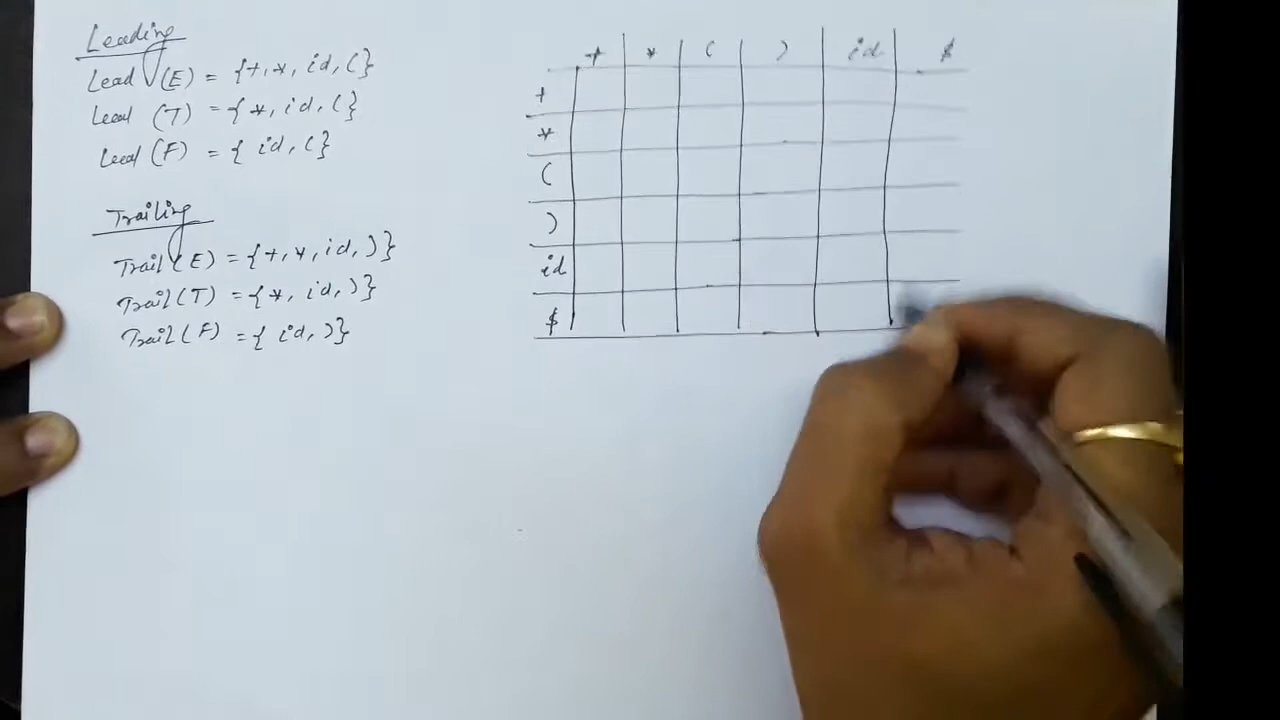 Leading
Lead (E) = {+, *, id, (}
Lead (T) = {*, id, (}
Lead (F) = { id, (}
Trailing
Trail (E) = {+, *, id, )}
Trail (T) = {*, id, )}
Trail (F) = { id, )}
+ * ( ) id $
+
*
(
)
id
$